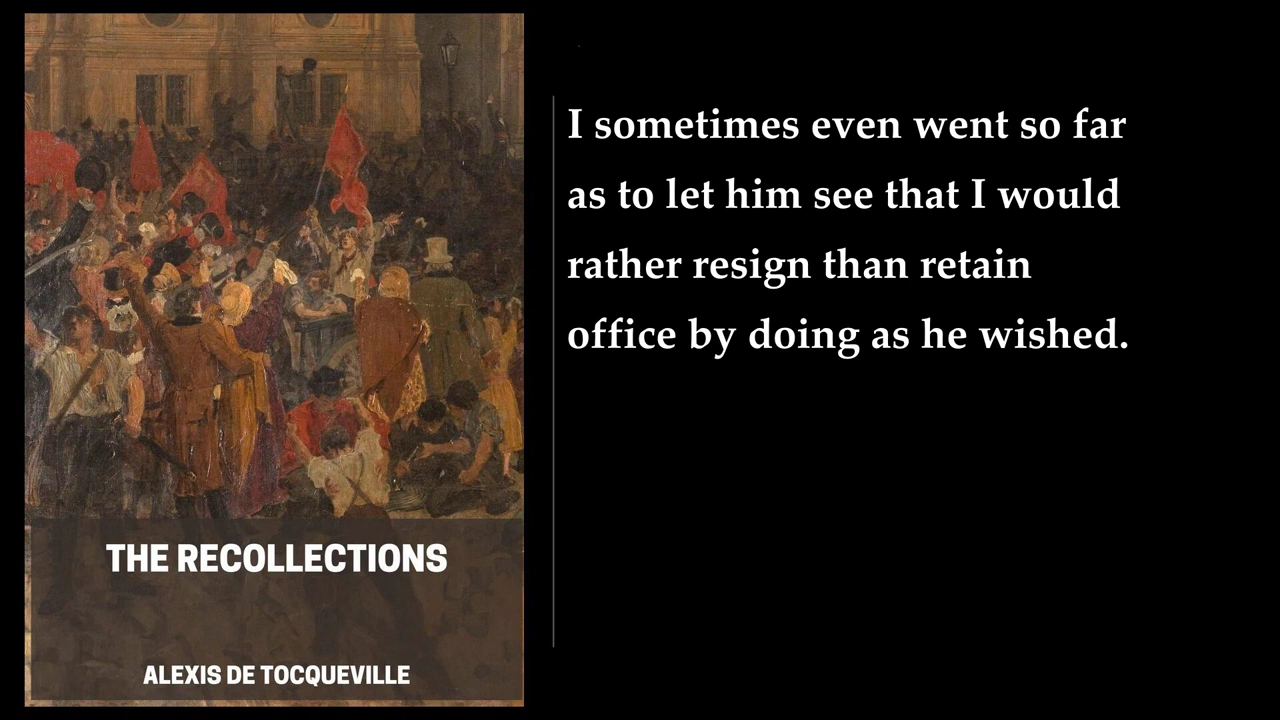 THE RECOLLECTIONS
ALEXIS DE TOCQUEVILLE
I sometimes even went so far
as to let him see that I would
rather resign than retain
office by doing as he wished.